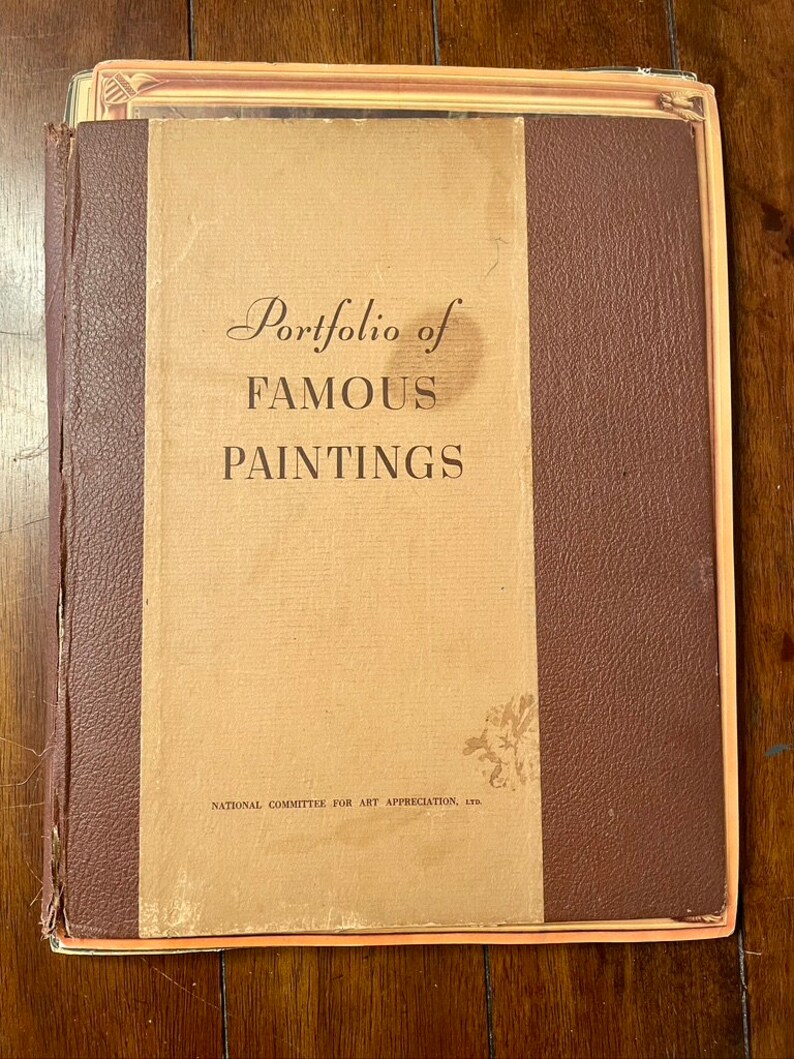 Portfolio of
FAMOUS
PAINTINGS
NATIONAL COMMITTEE FOR ART APPRECIATION, LTD.